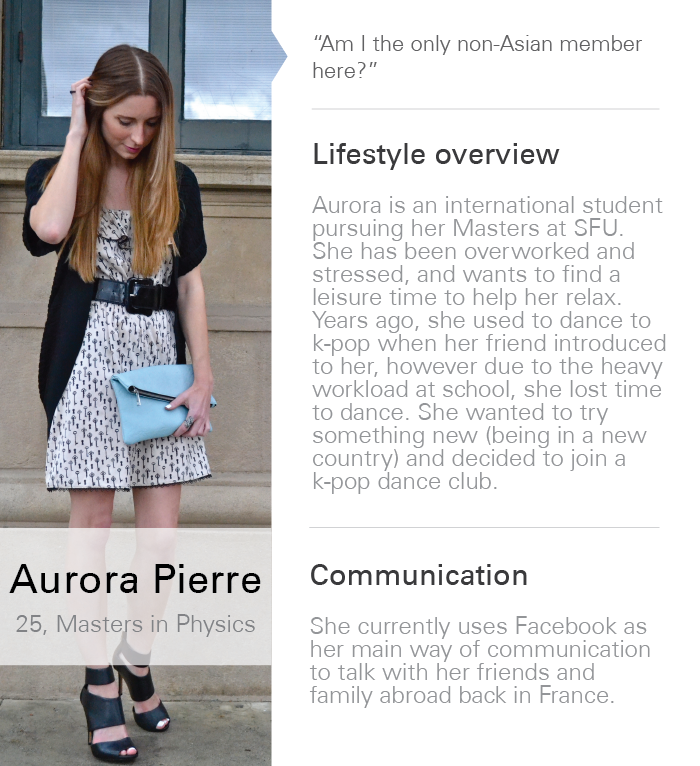 “Am I the only non-Asian member
here?”
Lifestyle overview
Aurora is an international student
pursuing her Masters at SFU.
She has been overworked and
stressed, and wants to find a
leisure time to help her relax.
Years ago, she used to dance to
k-pop when her friend introduced
to her, however due to the heavy
workload at school, she lost time
to dance. She wanted to try
something new (being in a new
country) and decided to join a
k-pop dance club.
Aurora Pierre
25, Masters in Physics
Communication
She currently uses Facebook as
her main way of communication
to talk with her friends and
family abroad back in France.